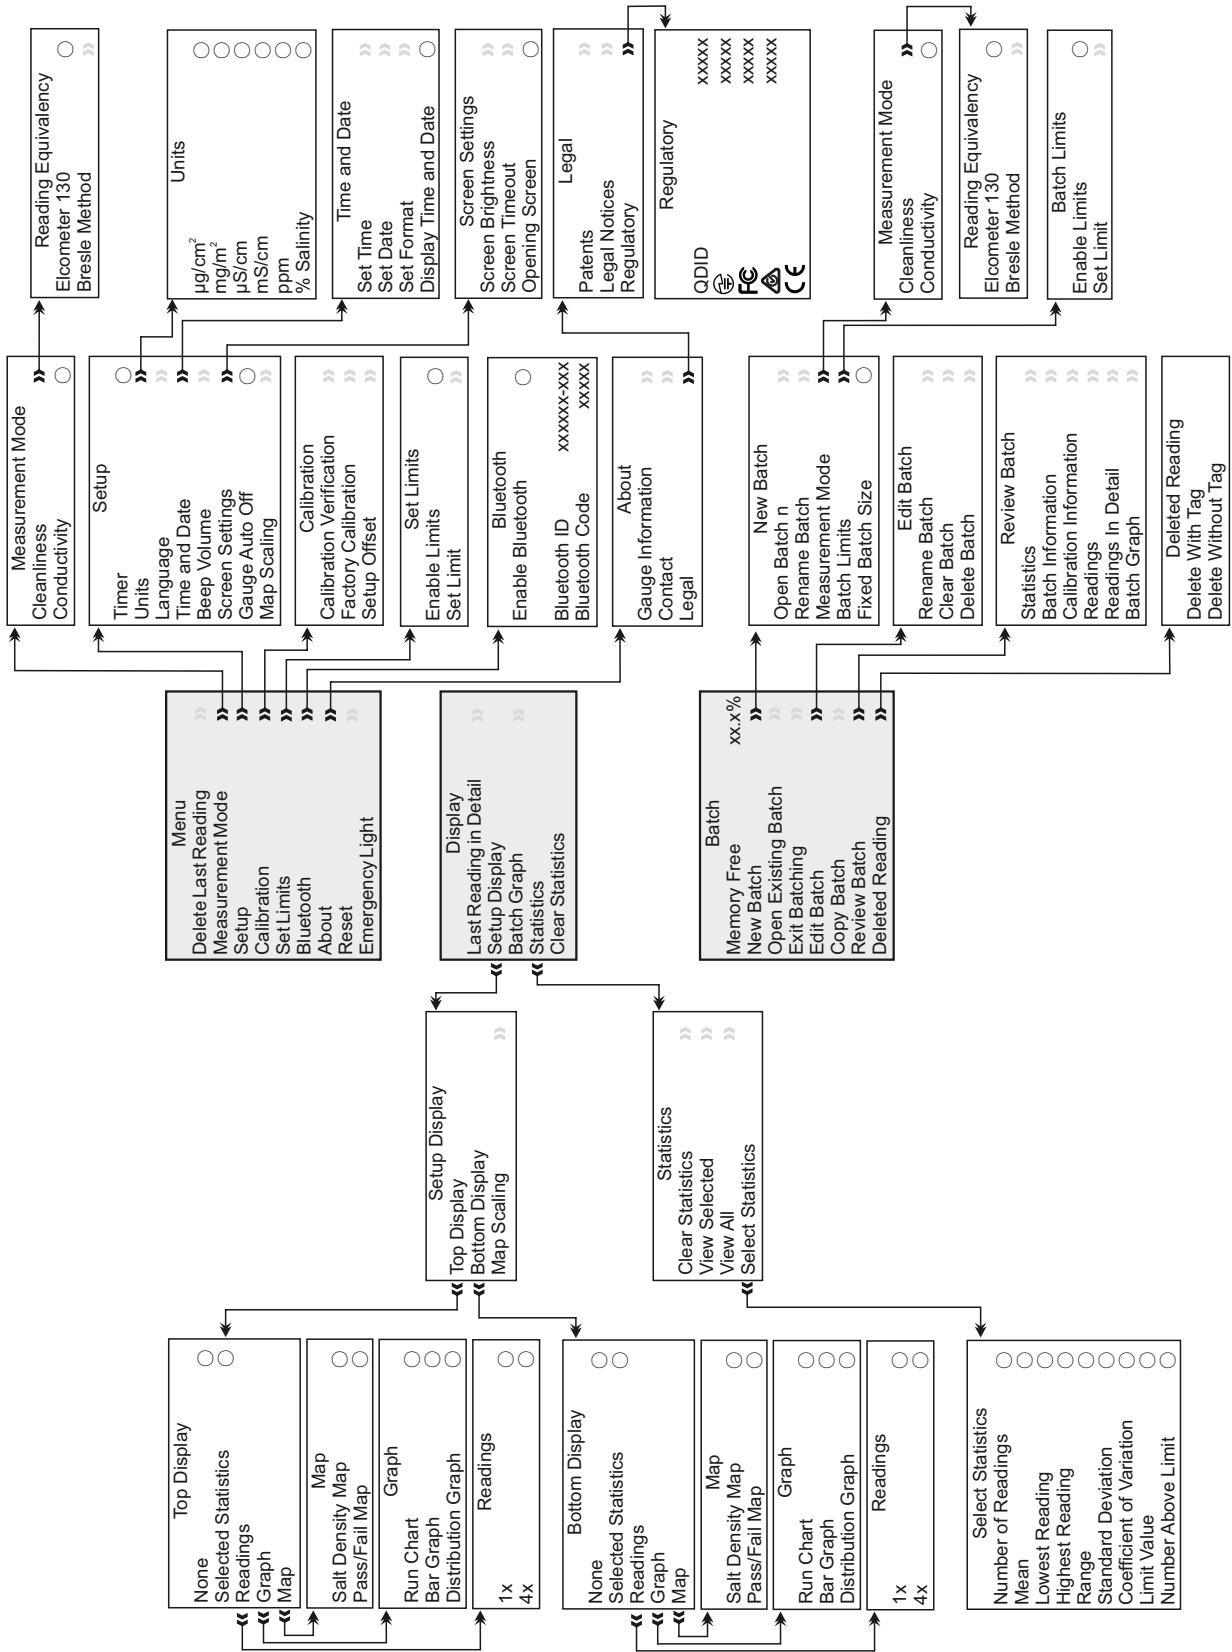 Top Display
None
Selected Statistics
Readings
Graph
Map
Map
Salt Density Map
Pass/Fail Map
Graph
Run Chart
Bar Graph
Distribution Graph
Readings
1x
4x
Bottom Display
None
Selected Statistics
Readings
Graph
Map
Map
Salt Density Map
Pass/Fail Map
Graph
Run Chart
Bar Graph
Distribution Graph
Readings
1x
4x
Select Statistics
Number of Readings
Mean
Lowest Reading
Highest Reading
Range
Standard Deviation
Coefficient of Variation
Limit Value
Number Above Limit
Setup Display
Top Display
Bottom Display
Map Scaling
Statistics
Clear Statistics
View Selected
View All
Select Statistics
Menu
Delete Last Reading
Measurement Mode
Setup
Calibration
Set Limits
Bluetooth
About
Reset
Emergency Light
Display
Last Reading in Detail
Setup Display
Batch Graph
Statistics
Clear Statistics
Batch
Memory Free xx.x%
New Batch
Open Existing Batch
Exit Batching
Edit Batch
Copy Batch
Review Batch
Deleted Reading
Measurement Mode
Cleanliness
Conductivity
Setup
Timer
Units
Language
Time and Date
Beep Volume
Screen Settings
Gauge Auto Off
Map Scaling
Calibration
Calibration Verification
Factory Calibration
Setup Offset
Set Limits
Enable Limits
Set Limit
Bluetooth
Enable Bluetooth
Bluetooth ID xxxxxx-xxx
Bluetooth Code xxxxx
About
Gauge Information
Contact
Legal
New Batch
Open Batch n
Rename Batch
Measurement Mode
Batch Limits
Fixed Batch Size
Edit Batch
Rename Batch
Clear Batch
Delete Batch
Review Batch
Statistics
Batch Information
Calibration Information
Readings
Readings In Detail
Batch Graph
Deleted Reading
Delete With Tag
Delete Without Tag
Reading Equivalency
Elcometer 130
Bresle Method
Units
µg/cm²
mg/m²
µS/cm
mS/cm
ppm
% Salinity
Time and Date
Set Time
Set Date
Set Format
Display Time and Date
Screen Settings
Screen Brightness
Screen Timeout
Opening Screen
Legal
Patents
Legal Notices
Regulatory
Regulatory
QDID xxxxx
xxxxx
FC xxxxx
xxxxx
CE
Measurement Mode
Cleanliness
Conductivity
Reading Equivalency
Elcometer 130
Bresle Method
Batch Limits
Enable Limits
Set Limit